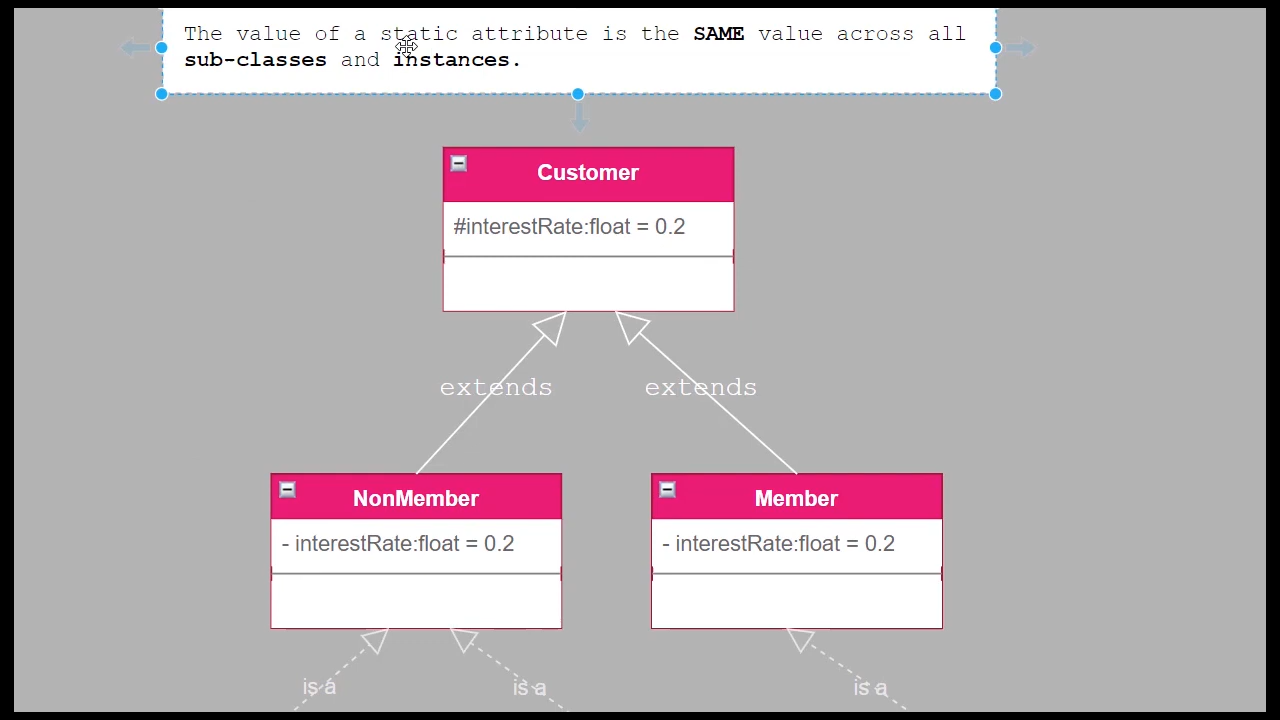 The value of a static attribute is the SAME value across all
sub-classes and instances.
Customer
#interestRate:float = 0.2
extends extends
NonMember Member
- interestRate:float = 0.2 - interestRate:float = 0.2
is a is a is a